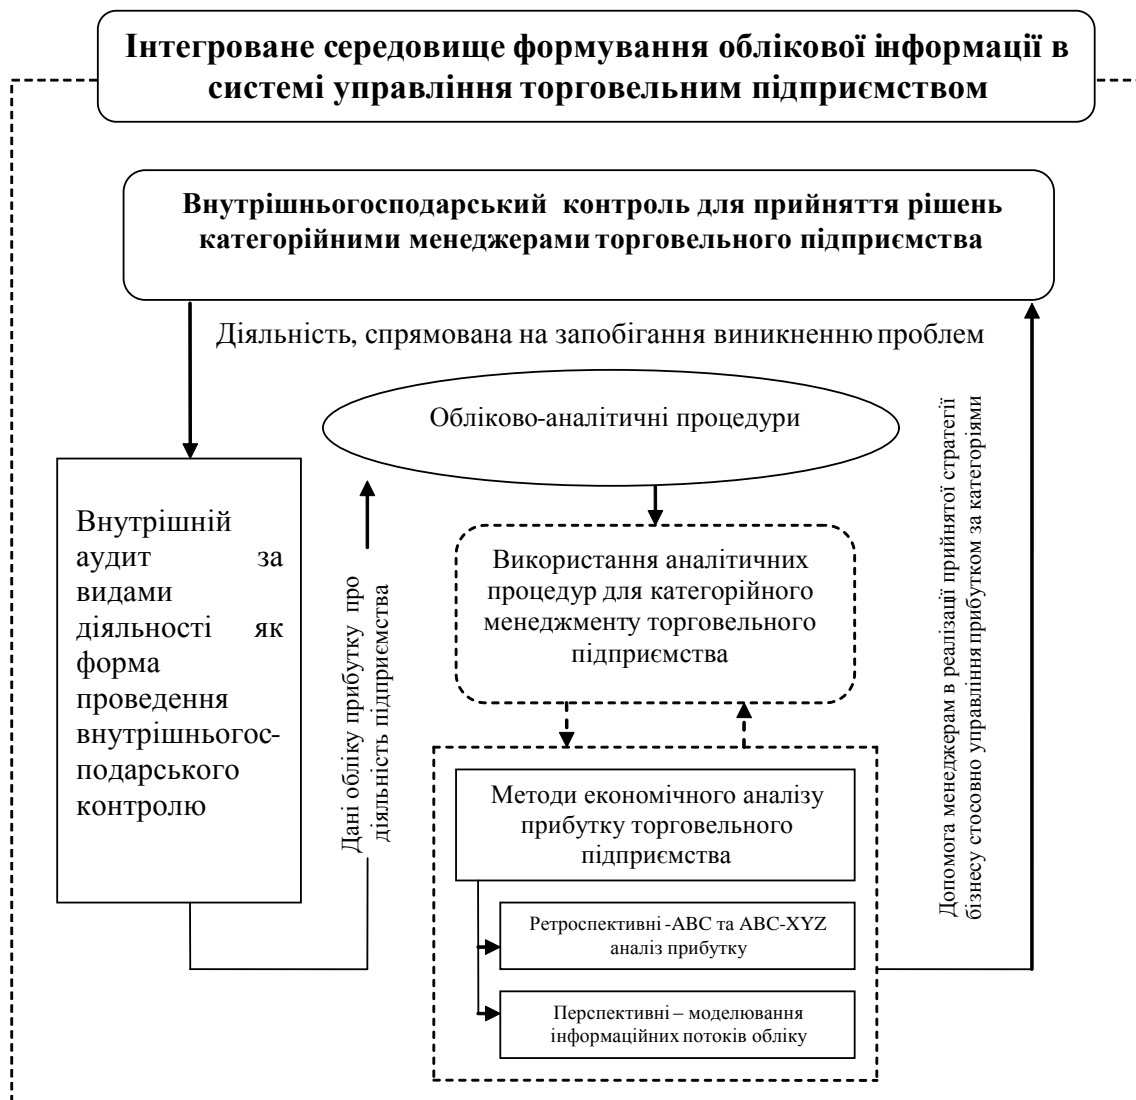 Інтегроване середовище формування облікової інформації в
системі управління торговельним підприємством
Внутрішньогосподарський контроль для прийняття рішень
категорійними менеджерами торговельного підприємства
Діяльність, спрямована на запобігання виникненню проблем
Обліково-аналітичні процедури
Внутрішній
аудит за
видами
діяльності як
форма
проведення
внутрішньогос-
подарського
контролю
Дані обліку прибутку про
діяльність підприємства
Використання аналітичних
процедур для категорійного
менеджменту торговельного
підприємства
Методи економічного аналізу
прибутку торговельного
підприємства
Ретроспективні -ABC та ABC-XYZ
аналіз прибутку
Перспективні – моделювання
інформаційних потоків обліку
Допомога менеджерам в реалізації прийнятої стратегії
бізнесу стосовно управління прибутком за категоріями